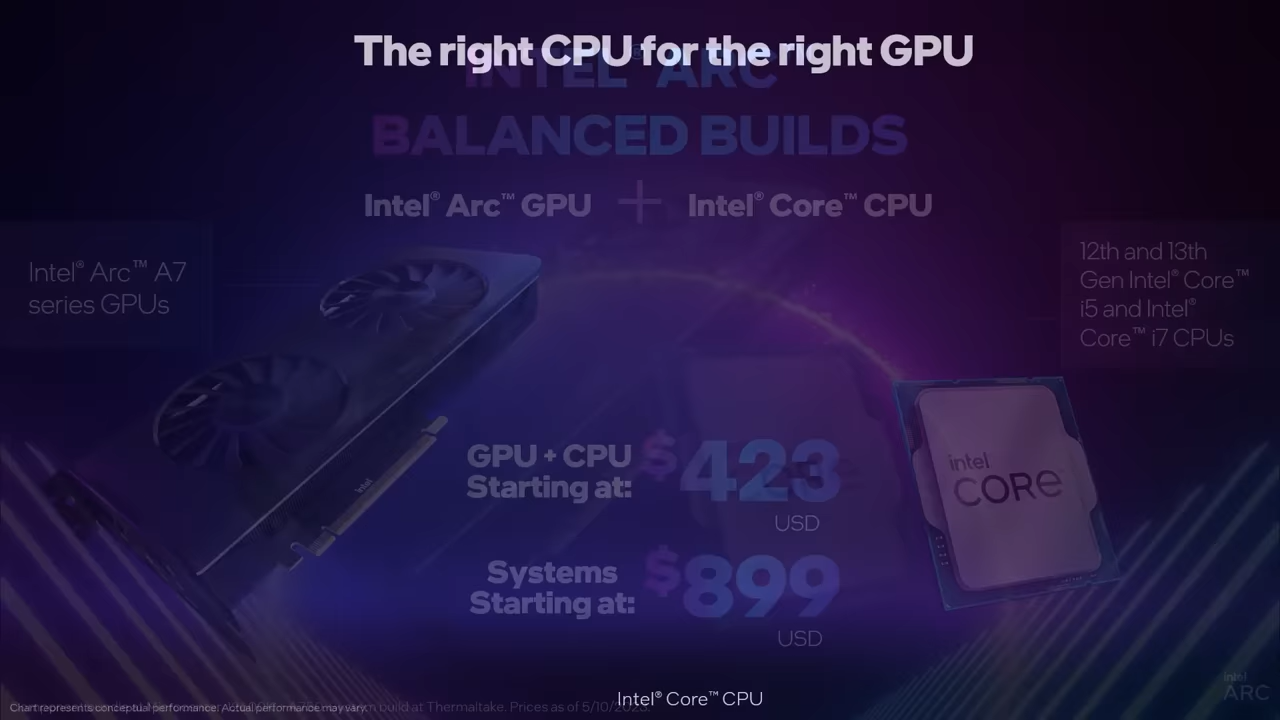 The right CPU for the right GPU
INTEL® ARC
BALANCED BUILDS
Intel® Arc™ GPU + Intel® Core™ CPU
Intel® Arc™ A7
series GPUs
12th and 13th
Gen Intel® Core™
i5 and Intel®
Core™ i7 CPUs
GPU + CPU
Starting at:
$423
USD
intel
CORE
intel
Systems
Starting at:
$899
USD
intel
ARC
Intel® Core™ CPU
Chart represents conceptual performance. Actual performance may vary.
build at Thermaltake. Prices as of 5/10/2023.